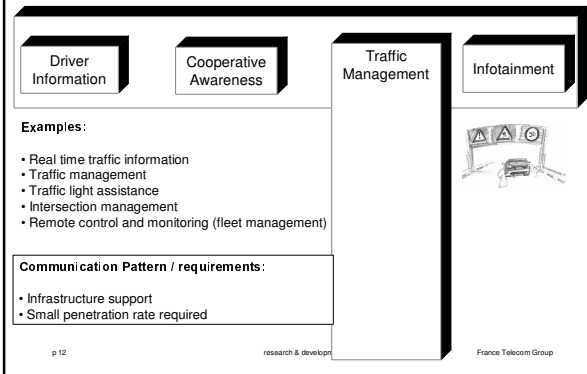 Driver
Information
Cooperative
Awareness
Traffic
Management
Infotainment
Examples:
• Real time traffic information
• Traffic management
• Traffic light assistance
• Intersection management
• Remote control and monitoring (fleet management)
Communication Pattern / requirements:
• Infrastructure support
• Small penetration rate required
p 12
research & developm
France Telecom Group